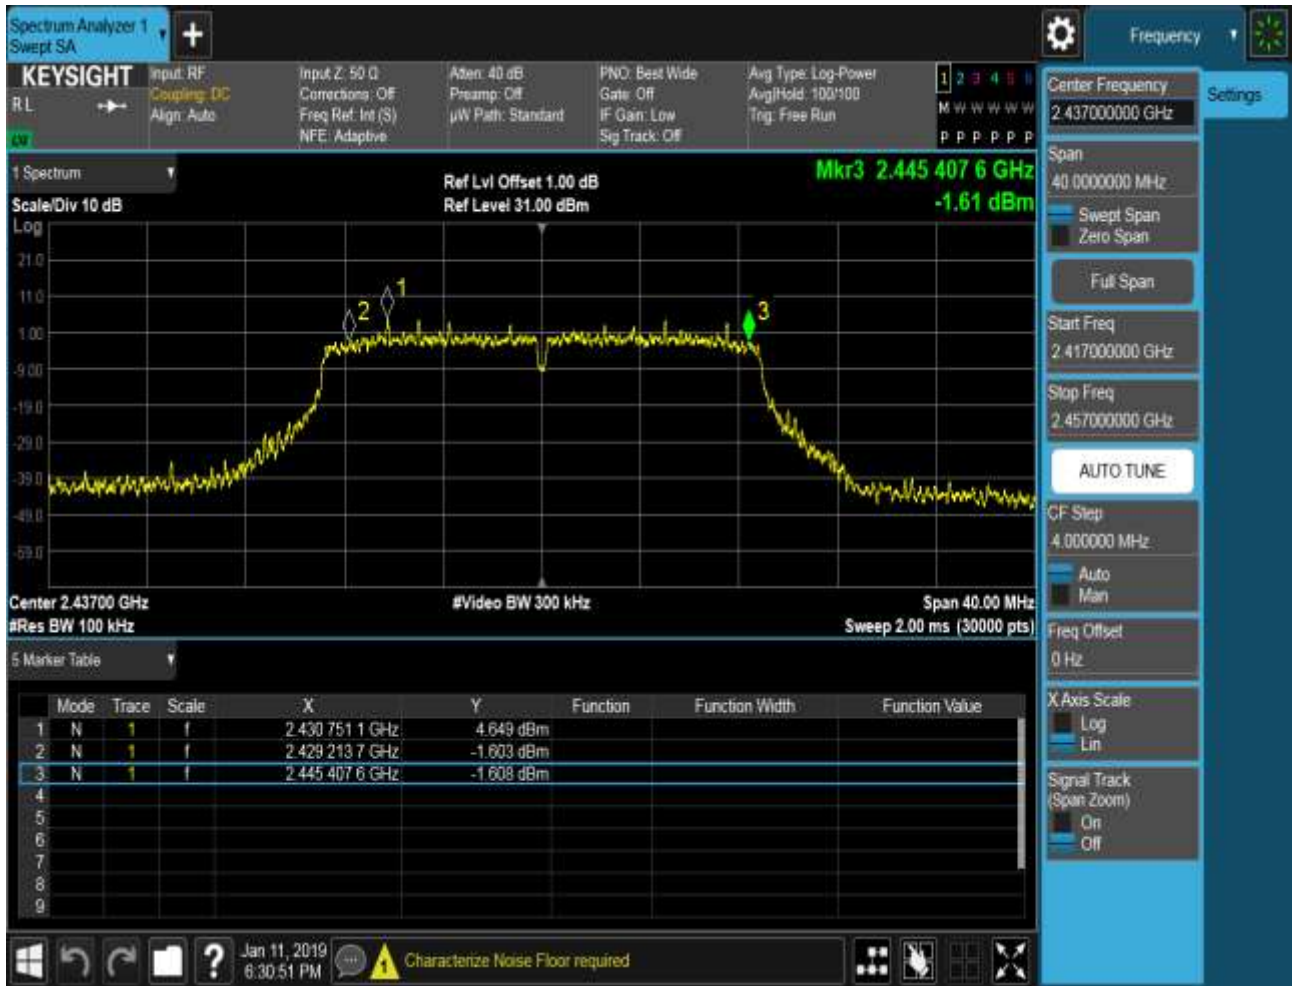 Spectrum Analyzer 1
Swept SA
Frequency
KEYSIGHT
RL
Input: RF
Coupling: DC
Align: Auto
Input Z: 50 Ω
Corrections: Off
Freq Ref: Int (S)
NFE: Adaptive
Atten: 40 dB
Preamp: Off
µW Path: Standard
PNO: Best Wide
Gate: Off
IF Gain: Low
Sig Track: Off
Avg Type: Log-Power
Avg|Hold: 100/100
Trig: Free Run
1 2 3 4 5 6
M W W W W W
P P P P P P
1 Spectrum
Scale/Div 10 dB
Ref Lvl Offset 1.00 dB
Ref Level 31.00 dBm
Mkr3 2.445 407 6 GHz
-1.61 dBm
Log
21.0
11.0
1.00
-9.00
-19.0
-29.0
-39.0
-49.0
-59.0
1
2
3
Center 2.43700 GHz
#Video BW 300 kHz
Span 40.00 MHz
#Res BW 100 kHz
Sweep 2.00 ms (30000 pts)
5 Marker Table
Mode Trace Scale X Y Function Function Width Function Value
1 N 1 f 2.430 751 1 GHz 4.649 dBm
2 N 1 f 2.429 213 7 GHz -1.603 dBm
3 N 1 f 2.445 407 6 GHz -1.608 dBm
4
5
6
7
8
9
Jan 11, 2019
6:30:51 PM
Characterize Noise Floor required
Center Frequency
2.437000000 GHz
Settings
Span
40.0000000 MHz
Swept Span
Zero Span
Full Span
Start Freq
2.417000000 GHz
Stop Freq
2.457000000 GHz
AUTO TUNE
CF Step
4.000000 MHz
Auto
Man
Freq Offset
0 Hz
X Axis Scale
Log
Lin
Signal Track
(Span Zoom)
On
Off